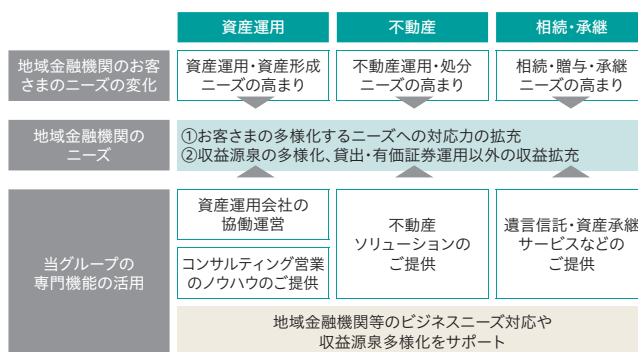 資産運用
不動産
相続・承継
地域金融機関のお客
さまのニーズの変化
資産運用・資産形成
ニーズの高まり
不動産運用・処分
ニーズの高まり
相続・贈与・承継
ニーズの高まり
地域金融機関の
ニーズ
①お客さまの多様化するニーズへの対応力の拡充
②収益源泉の多様化、貸出・有価証券運用以外の収益拡充
当グループの
専門機能の活用
資産運用会社の
協働運営
コンサルティング営業
のノウハウのご提供
不動産
ソリューションの
ご提供
遺言信託・資産承継
サービスなどの
ご提供
地域金融機関等のビジネスニーズ対応や
収益源泉多様化をサポート